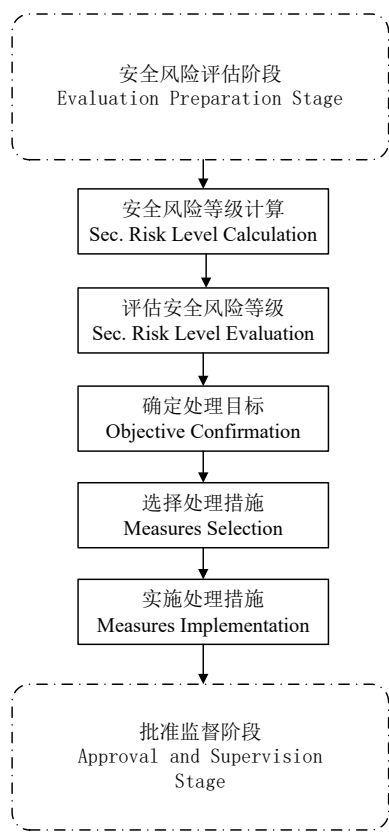 安全风险评估阶段
Evaluation Preparation Stage
安全风险等级计算
Sec. Risk Level Calculation
评估安全风险等级
Sec. Risk Level Evaluation
确定处理目标
Objective Confirmation
选择处理措施
Measures Selection
实施处理措施
Measures Implementation
批准监督阶段
Approval and Supervision
Stage